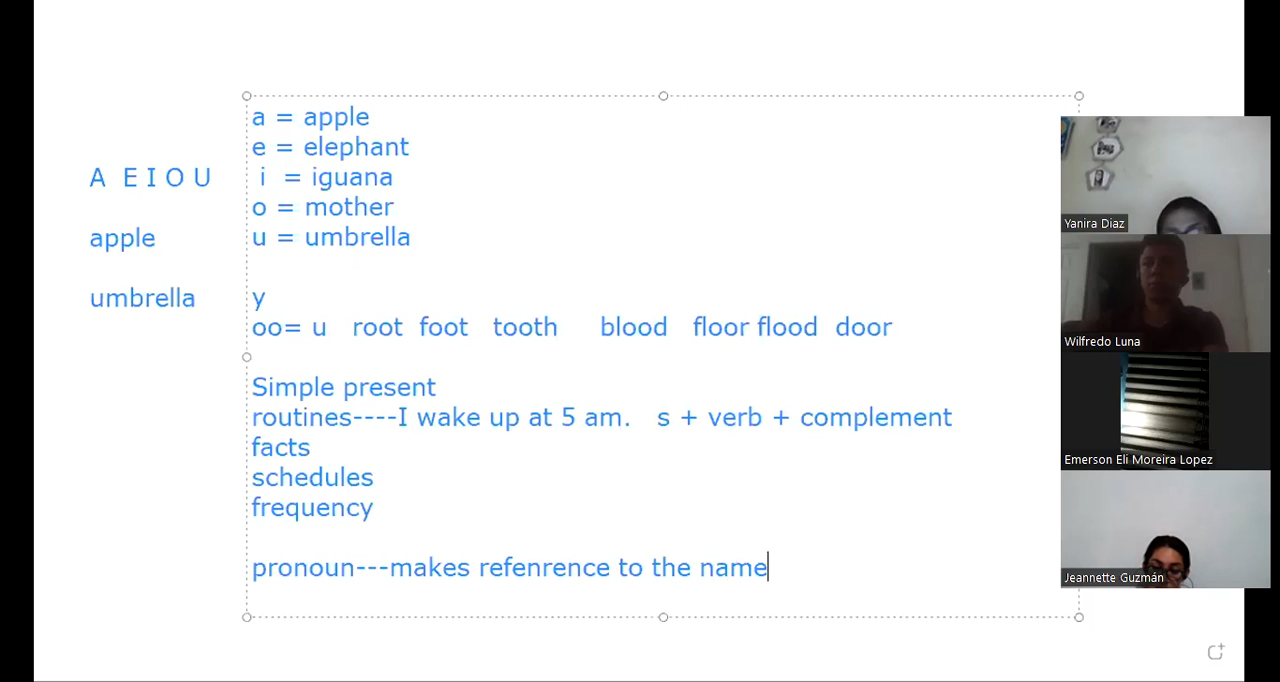 A E I O U
apple
umbrella
a = apple
e = elephant
i = iguana
o = mother
u = umbrella
y
oo= u root foot tooth blood floor flood door
Simple present
routines----I wake up at 5 am. s + verb + complement
facts
schedules
frequency
pronoun---makes refenrence to the name
Yanira Diaz
Wilfredo Luna
Emerson Eli Moreira Lopez
Jeannette Guzmán